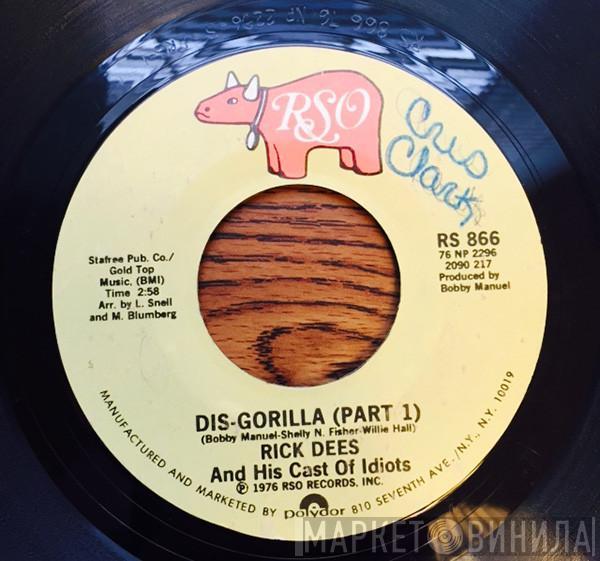 RSO
Cris
Clark
RS 866
76 NP 2296
2090 217
Produced by
Bobby Manuel
Stafree Pub. Co./
Gold Top
Music. (BMI)
Time 2:58
Arr. by L. Snell
and M. Blumberg
DIS-GORILLA (PART 1)
(Bobby Manuel-Shelly N. Fisher-Willie Hall)
RICK DEES
And His Cast Of Idiots
℗ 1976 RSO RECORDS, INC.
MANUFACTURED AND MARKETED BY polydor 810 SEVENTH AVE./N.Y., N.Y. 10019
МАРКЕТ ВИНИЛА